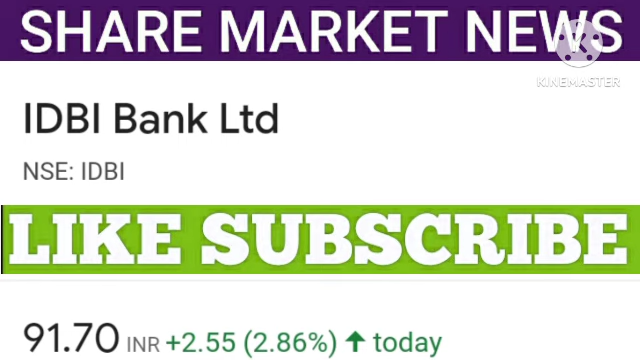 SHARE MARKET NEWS
KINEMASTER
IDBI Bank Ltd
NSE: IDBI
LIKE SUBSCRIBE
91.70 INR +2.55 (2.86%) ↑ today